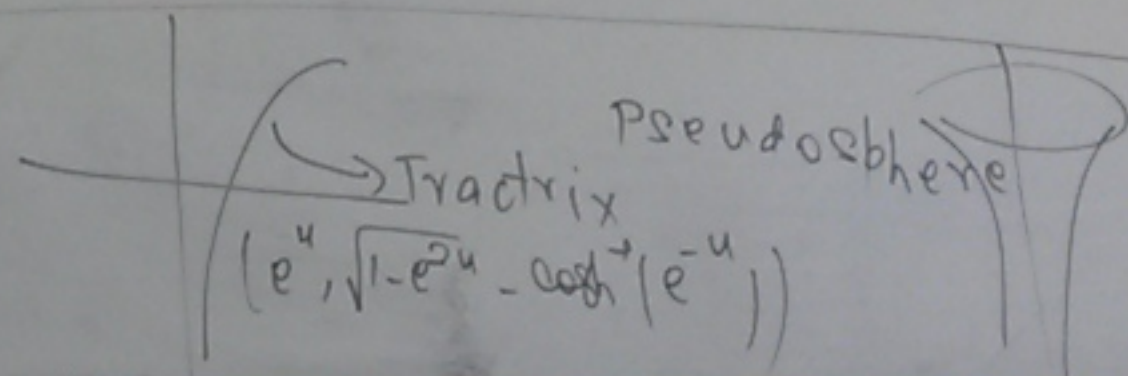 Pseudosphere
Tractrix
(e^u, √(1-e^{2u}) - cosh^{-1}(e^{-u}))